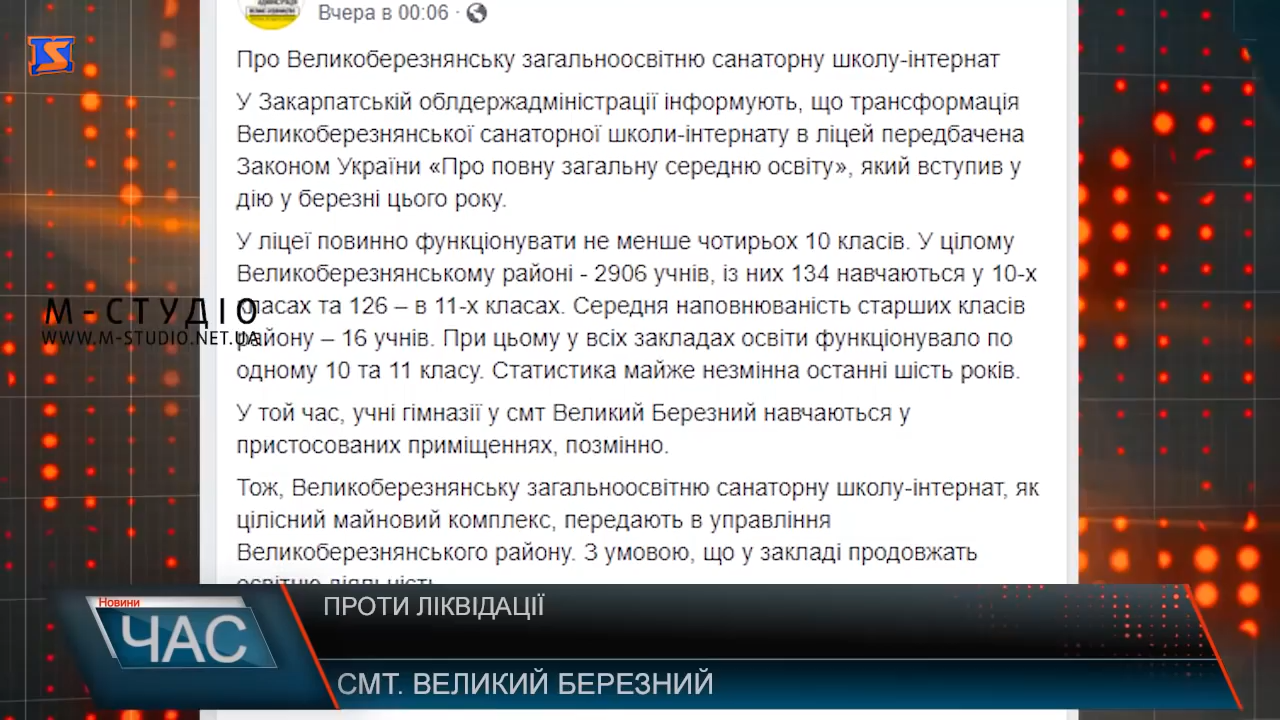 Вчера в 00:06 ·
Про Великоберезнянську загальноосвітню санаторну школу-інтернат
У Закарпатській облдержадміністрації інформують, що трансформація
Великоберезнянської санаторної школи-інтернату в ліцей передбачена
Законом України «Про повну загальну середню освіту», який вступив у
дію у березні цього року.
У ліцеї повинно функціонувати не менше чотирьох 10 класів. У цілому
Великоберезнянському районі - 2906 учнів, із них 134 навчаються у 10-х
класах та 126 – в 11-х класах. Середня наповнюваність старших класів
району – 16 учнів. При цьому у всіх закладах освіти функціонувало по
одному 10 та 11 класу. Статистика майже незмінна останні шість років.
У той час, учні гімназії у смт Великий Березний навчаються у
пристосованих приміщеннях, позмінно.
Тож, Великоберезнянську загальноосвітню санаторну школу-інтернат, як
цілісний майновий комплекс, передають в управління
Великоберезнянського району. З умовою, що у закладі продовжать
освітню діяльність
М-СТУДІО
WWW.M-STUDIO.NET.UA
Новини
ЧАС
ПРОТИ ЛІКВІДАЦІЇ
СМТ. ВЕЛИКИЙ БЕРЕЗНИЙ